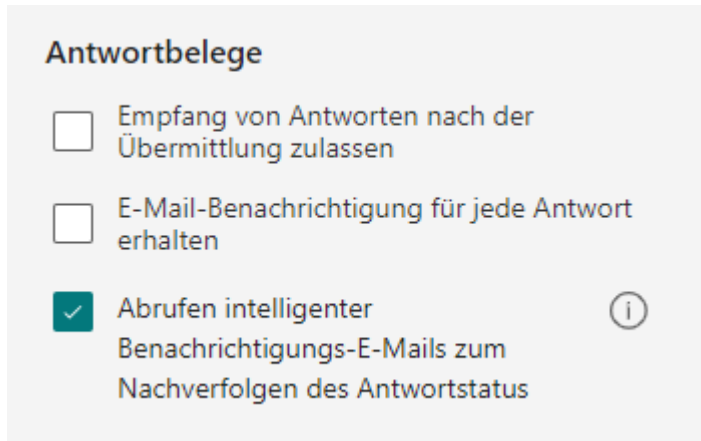 Antwortbelege
Empfang von Antworten nach der
Übermittlung zulassen
E-Mail-Benachrichtigung für jede Antwort
erhalten
Abrufen intelligenter
Benachrichtigungs-E-Mails zum
Nachverfolgen des Antwortstatus